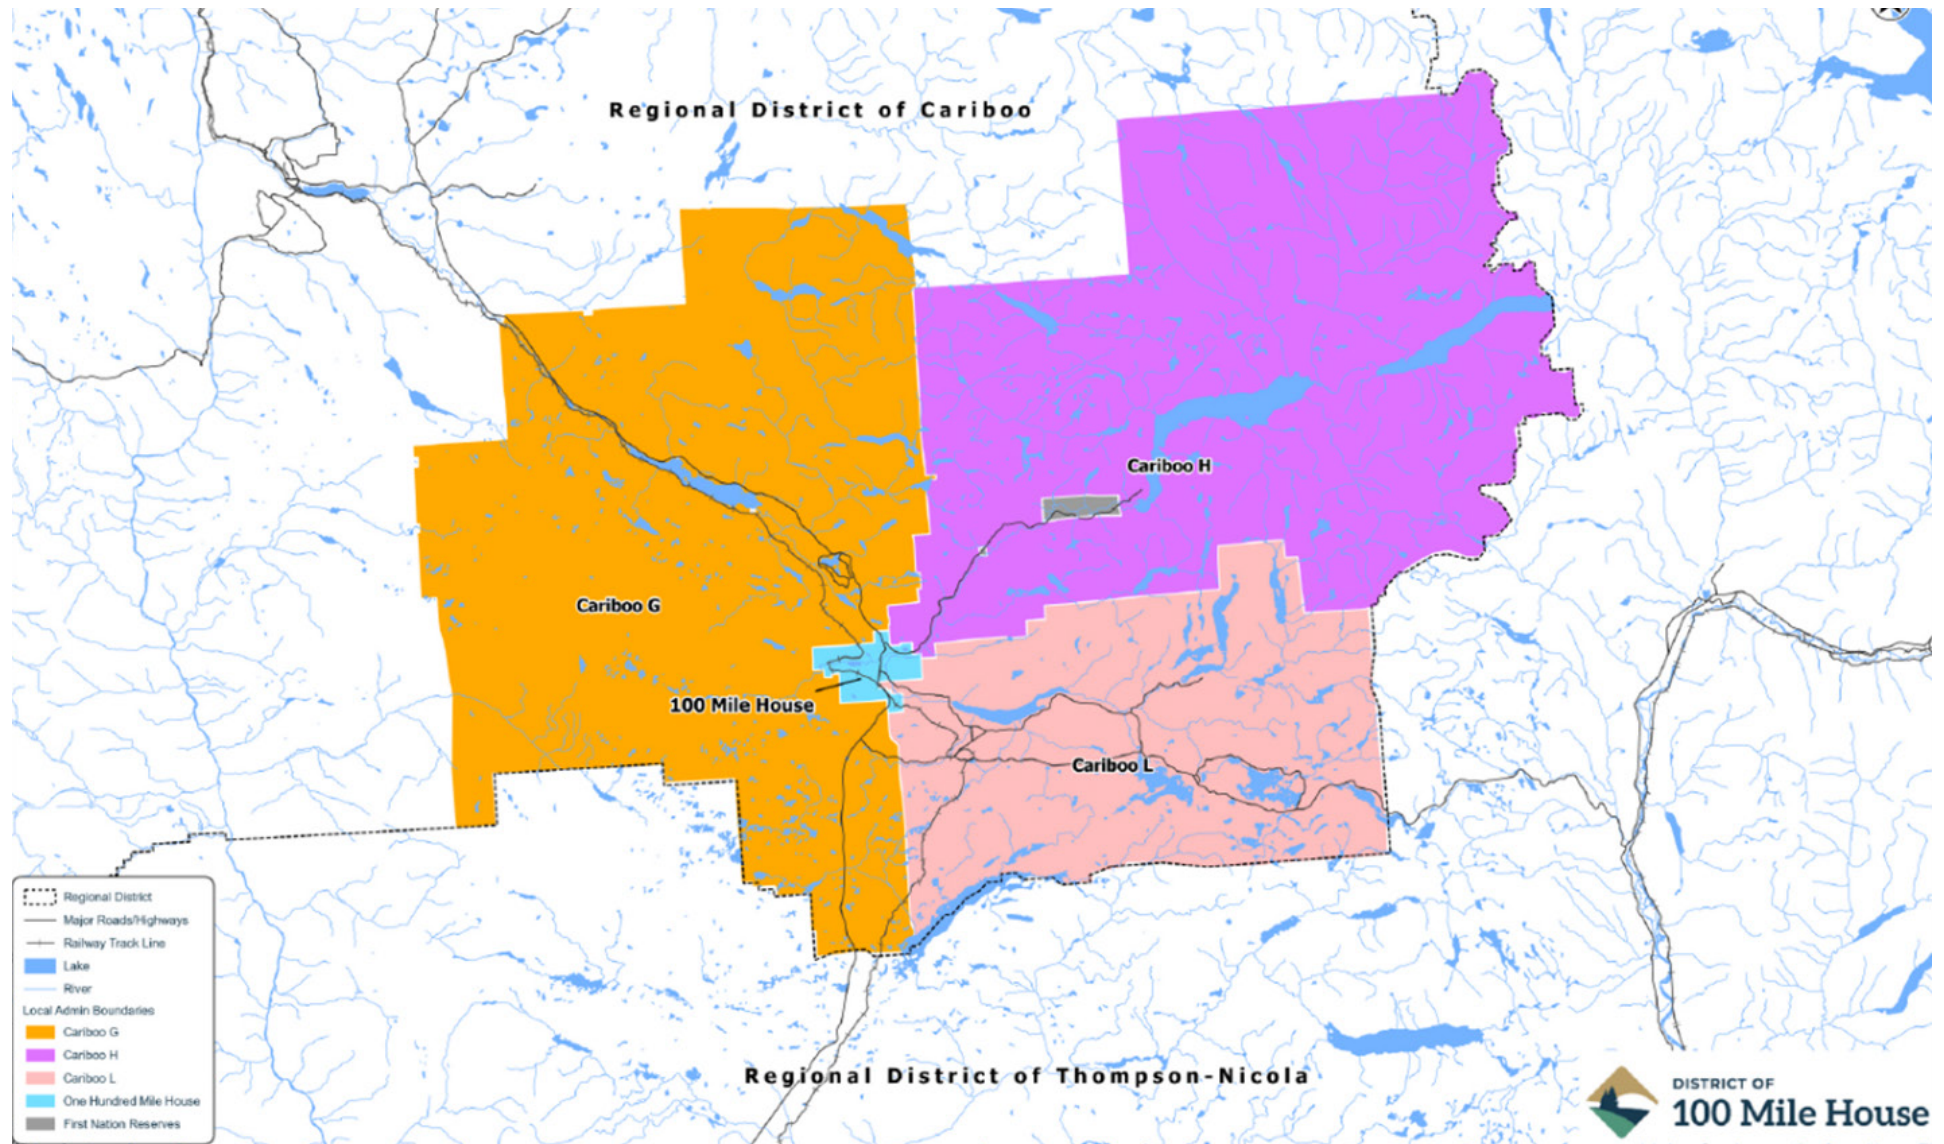 Regional District of Cariboo
Cariboo H
Cariboo G
100 Mile House
Cariboo L
Regional District
Major Roads/Highways
Railway Track Line
Lake
River
Local Admin Boundaries
Cariboo G
Cariboo H
Cariboo L
One Hundred Mile House
First Nation Reserves
Regional District of Thompson-Nicola
DISTRICT OF
100 Mile House